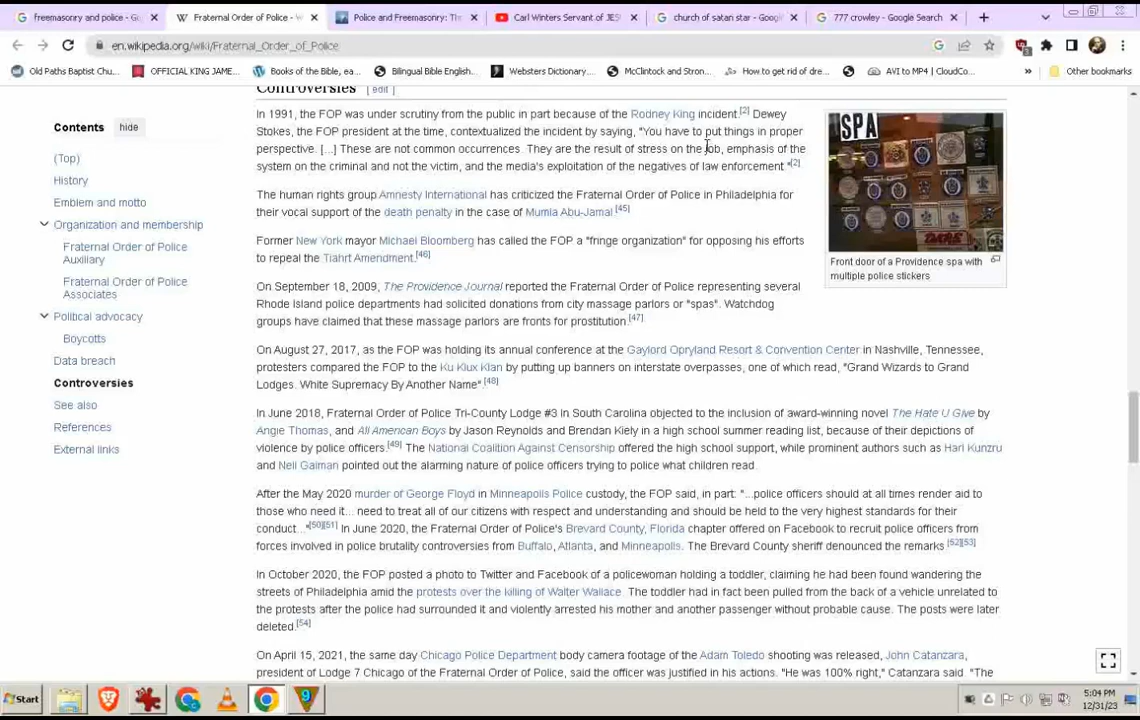 freemasonry and police - Go
Fraternal Order of Police - W
Police and Freemasonry: The
Carl Winters Servant of JES
church of satan star - Google
777 crowley - Google Search
en.wikipedia.org/wiki/Fraternal_Order_of_Police
Old Paths Baptist Chu...
OFFICIAL KING JAME...
Books of the Bible, ea...
Bilingual Bible English...
Websters Dictionary...
McClintock and Stron...
How to get rid of dre...
AVI to MP4 | CloudCo...
»
Other bookmarks
Contents
hide
(Top)
History
Emblem and motto
Organization and membership
Fraternal Order of Police
Auxiliary
Fraternal Order of Police
Associates
Political advocacy
Boycotts
Data breach
Controversies
See also
References
External links
Controversies [ edit ]
In 1991, the FOP was under scrutiny from the public in part because of the Rodney King incident.[2] Dewey
Stokes, the FOP president at the time, contextualized the incident by saying, "You have to put things in proper
perspective. [...] These are not common occurrences. They are the result of stress on the job, emphasis of the
system on the criminal and not the victim, and the media's exploitation of the negatives of law enforcement."[2]
The human rights group Amnesty International has criticized the Fraternal Order of Police in Philadelphia for
their vocal support of the death penalty in the case of Mumia Abu-Jamal.[45]
Former New York mayor Michael Bloomberg has called the FOP a "fringe organization" for opposing his efforts
to repeal the Tiahrt Amendment.[46]
On September 18, 2009, The Providence Journal reported the Fraternal Order of Police representing several
Rhode Island police departments had solicited donations from city massage parlors or "spas". Watchdog
groups have claimed that these massage parlors are fronts for prostitution.[47]
SPA
Front door of a Providence spa with
multiple police stickers
On August 27, 2017, as the FOP was holding its annual conference at the Gaylord Opryland Resort & Convention Center in Nashville, Tennessee,
protesters compared the FOP to the Ku Klux Klan by putting up banners on interstate overpasses, one of which read, "Grand Wizards to Grand
Lodges. White Supremacy By Another Name".[48]
In June 2018, Fraternal Order of Police Tri-County Lodge #3 in South Carolina objected to the inclusion of award-winning novel The Hate U Give by
Angie Thomas, and All American Boys by Jason Reynolds and Brendan Kiely in a high school summer reading list, because of their depictions of
violence by police officers.[49] The National Coalition Against Censorship offered the high school support, while prominent authors such as Hari Kunzru
and Neil Gaiman pointed out the alarming nature of police officers trying to police what children read.
After the May 2020 murder of George Floyd in Minneapolis Police custody, the FOP said, in part: "...police officers should at all times render aid to
those who need it... need to treat all of our citizens with respect and understanding and should be held to the very highest standards for their
conduct..."[50][51] In June 2020, the Fraternal Order of Police's Brevard County, Florida chapter offered on Facebook to recruit police officers from
forces involved in police brutality controversies from Buffalo, Atlanta, and Minneapolis. The Brevard County sheriff denounced the remarks.[52][53]
In October 2020, the FOP posted a photo to Twitter and Facebook of a policewoman holding a toddler, claiming he had been found wandering the
streets of Philadelphia amid the protests over the killing of Walter Wallace. The toddler had in fact been pulled from the back of a vehicle unrelated to
the protests after the police had surrounded it and violently arrested his mother and another passenger without probable cause. The posts were later
deleted.[54]
On April 15, 2021, the same day Chicago Police Department body camera footage of the Adam Toledo shooting was released, John Catanzara,
president of Lodge 7 Chicago of the Fraternal Order of Police, said the officer was justified in his actions. "He was 100% right," Catanzara said. "The
Start
9
5:04 PM
12/31/23